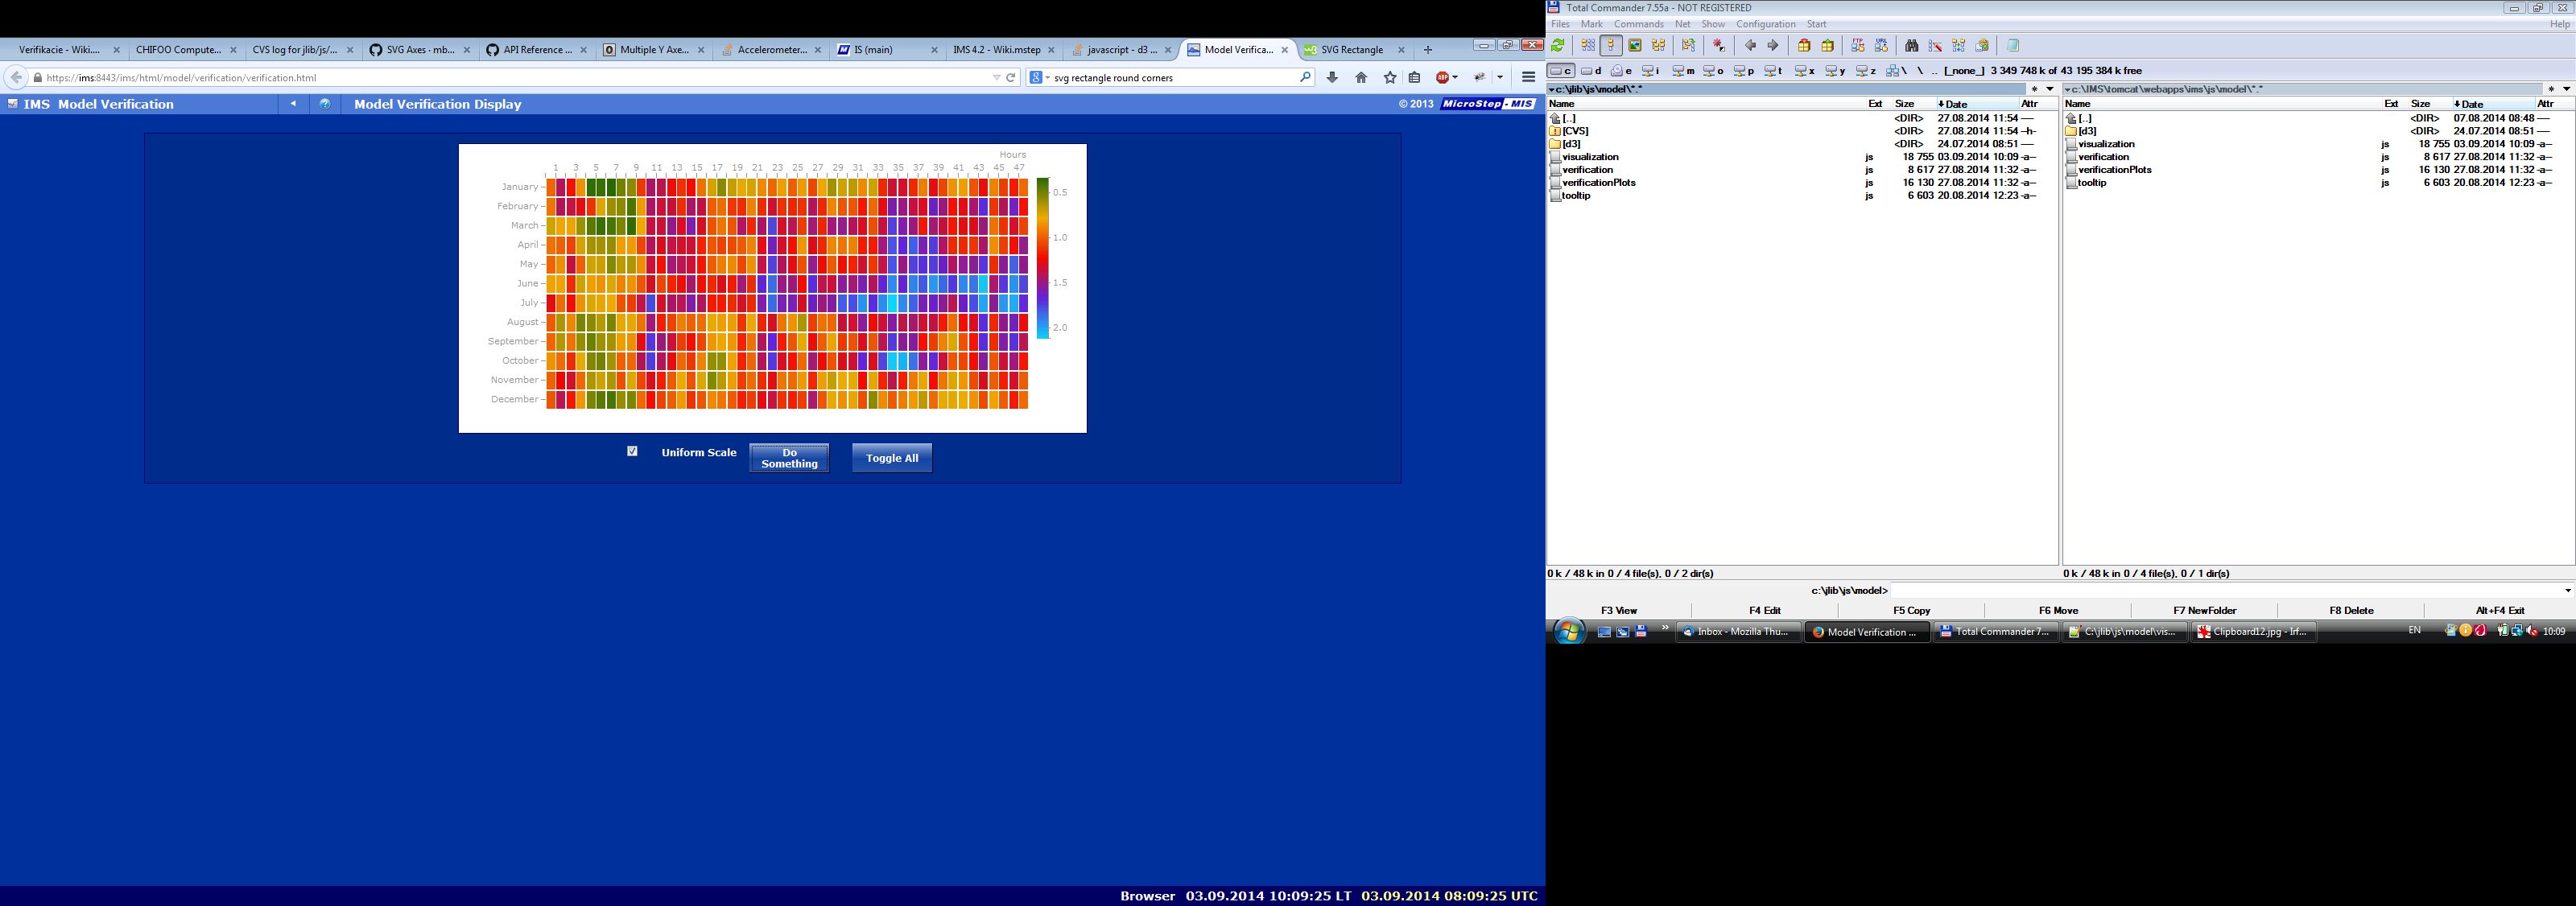 Verifikacie - Wiki.... CHIFOO Compute... CVS log for jlib/js/... SVG Axes · mb... API Reference ... Multiple Y Axe... Accelerometer... IS (main) IMS 4.2 - Wiki.mstep javascript - d3 ... Model Verifica... SVG Rectangle
https://ims:8443/ims/html/model/verification/verification.html svg rectangle round corners
IMS Model Verification Model Verification Display © 2013 MicroStep - MIS
Hours
1 3 5 7 9 11 13 15 17 19 21 23 25 27 29 31 33 35 37 39 41 43 45 47
January
February
March
April
May
June
July
August
September
October
November
December
0.5
1.0
1.5
2.0
Uniform Scale Do Something Toggle All
Browser 03.09.2014 10:09:25 LT 03.09.2014 08:09:25 UTC
Total Commander 7.55a - NOT REGISTERED
Files Mark Commands Net Show Configuration Start Help
c d e i m o p t x y z \ \ .. [_none_] 3 349 748 k of 43 195 384 k free
c:\jlib\js\model\*.* * ▼
Name Ext Size Date Attr
[..] <DIR> 27.08.2014 11:54 ----
[CVS] <DIR> 27.08.2014 11:54 -h-
[d3] <DIR> 24.07.2014 08:51 ----
visualization js 18 755 03.09.2014 10:09 -a--
verification js 8 617 27.08.2014 11:32 -a--
verificationPlots js 16 130 27.08.2014 11:32 -a--
tooltip js 6 603 20.08.2014 12:23 -a--
0 k / 48 k in 0 / 4 file(s), 0 / 2 dir(s)
c:\IMS\tomcat\webapps\ims\js\model\*.* * ▼
Name Ext Size Date Attr
[..] <DIR> 07.08.2014 08:48 ----
[d3] <DIR> 24.07.2014 08:51 ----
visualization js 18 755 03.09.2014 10:09 -a--
verification js 8 617 27.08.2014 11:32 -a--
verificationPlots js 16 130 27.08.2014 11:32 -a--
tooltip js 6 603 20.08.2014 12:23 -a--
0 k / 48 k in 0 / 4 file(s), 0 / 1 dir(s)
c:\jlib\js\model>
F3 View F4 Edit F5 Copy F6 Move F7 NewFolder F8 Delete Alt+F4 Exit
Inbox - Mozilla Thu... Model Verification ... Total Commander 7... C:\jlib\js\model\vis... Clipboard12.jpg - Irf... EN 10:09